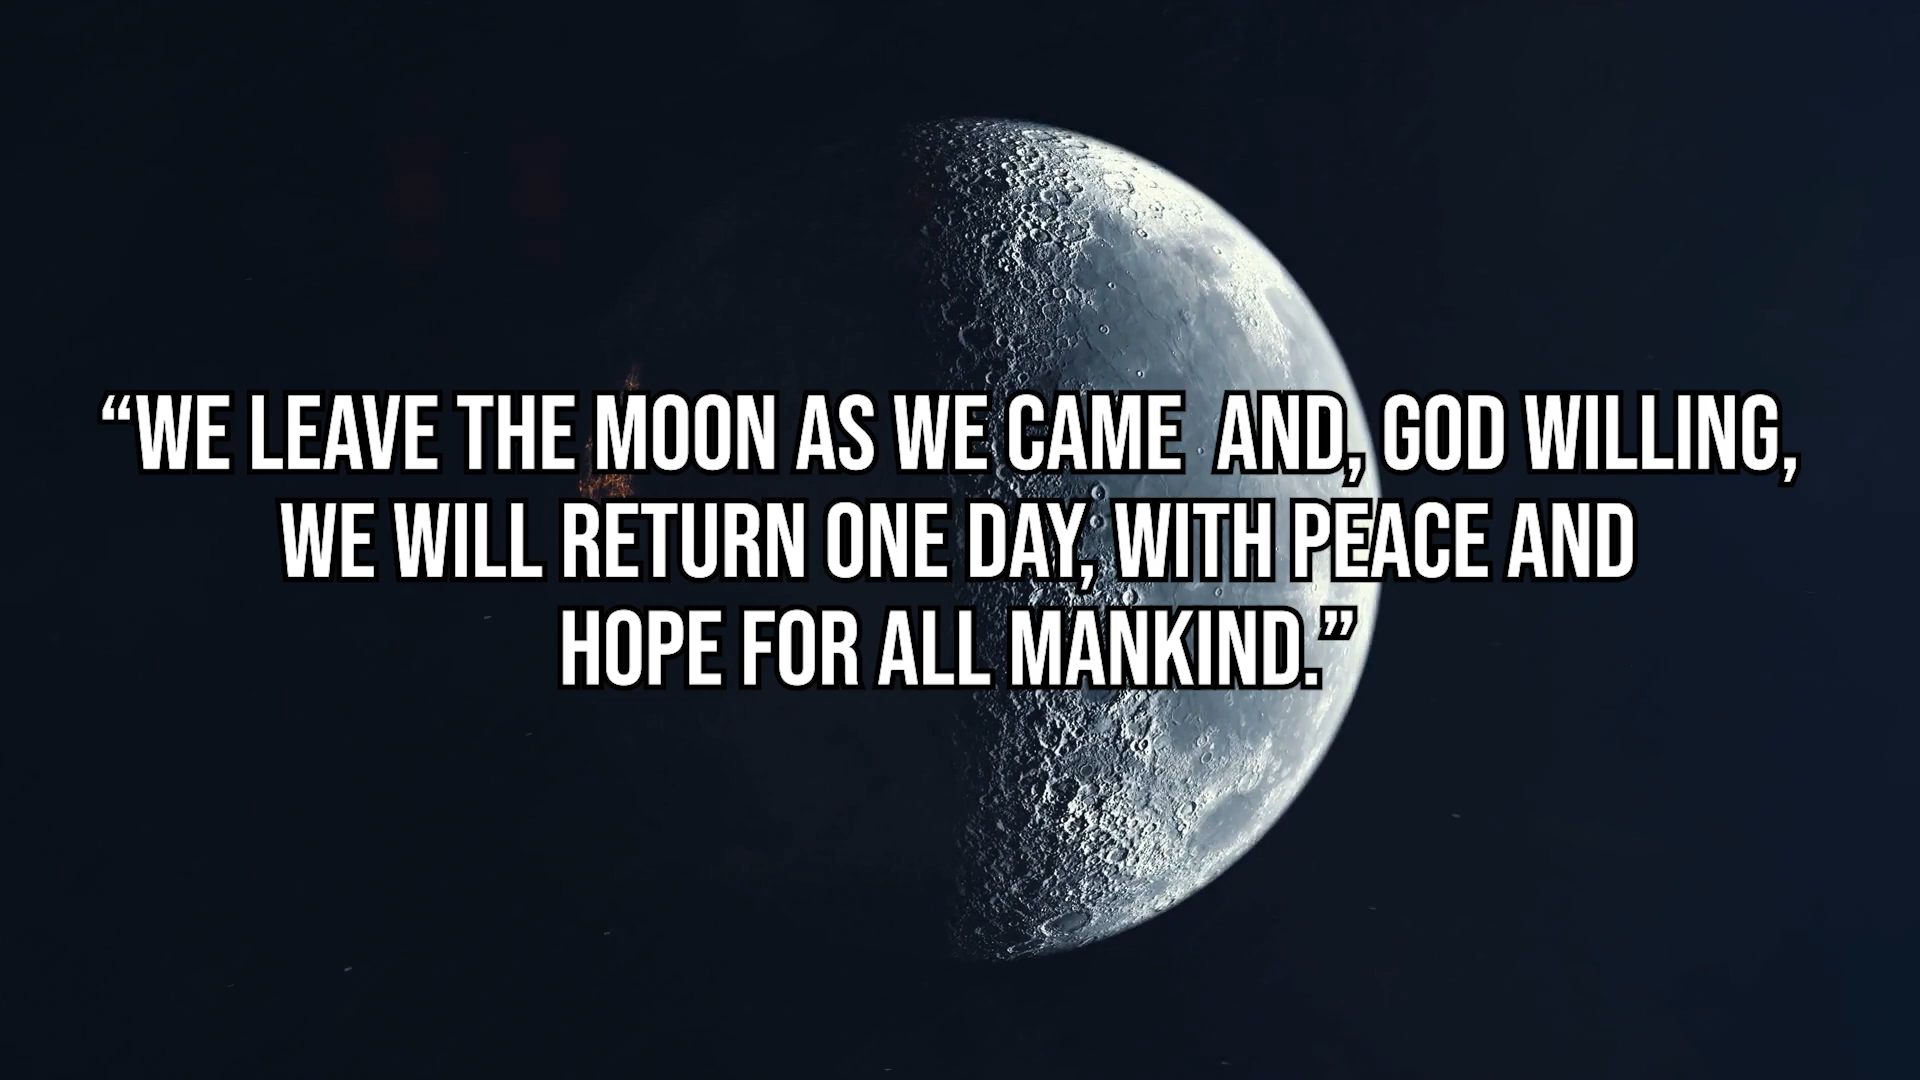 “WE LEAVE THE MOON AS WE CAME  AND, GOD WILLING,
WE WILL RETURN ONE DAY, WITH PEACE AND
HOPE FOR ALL MANKIND.”